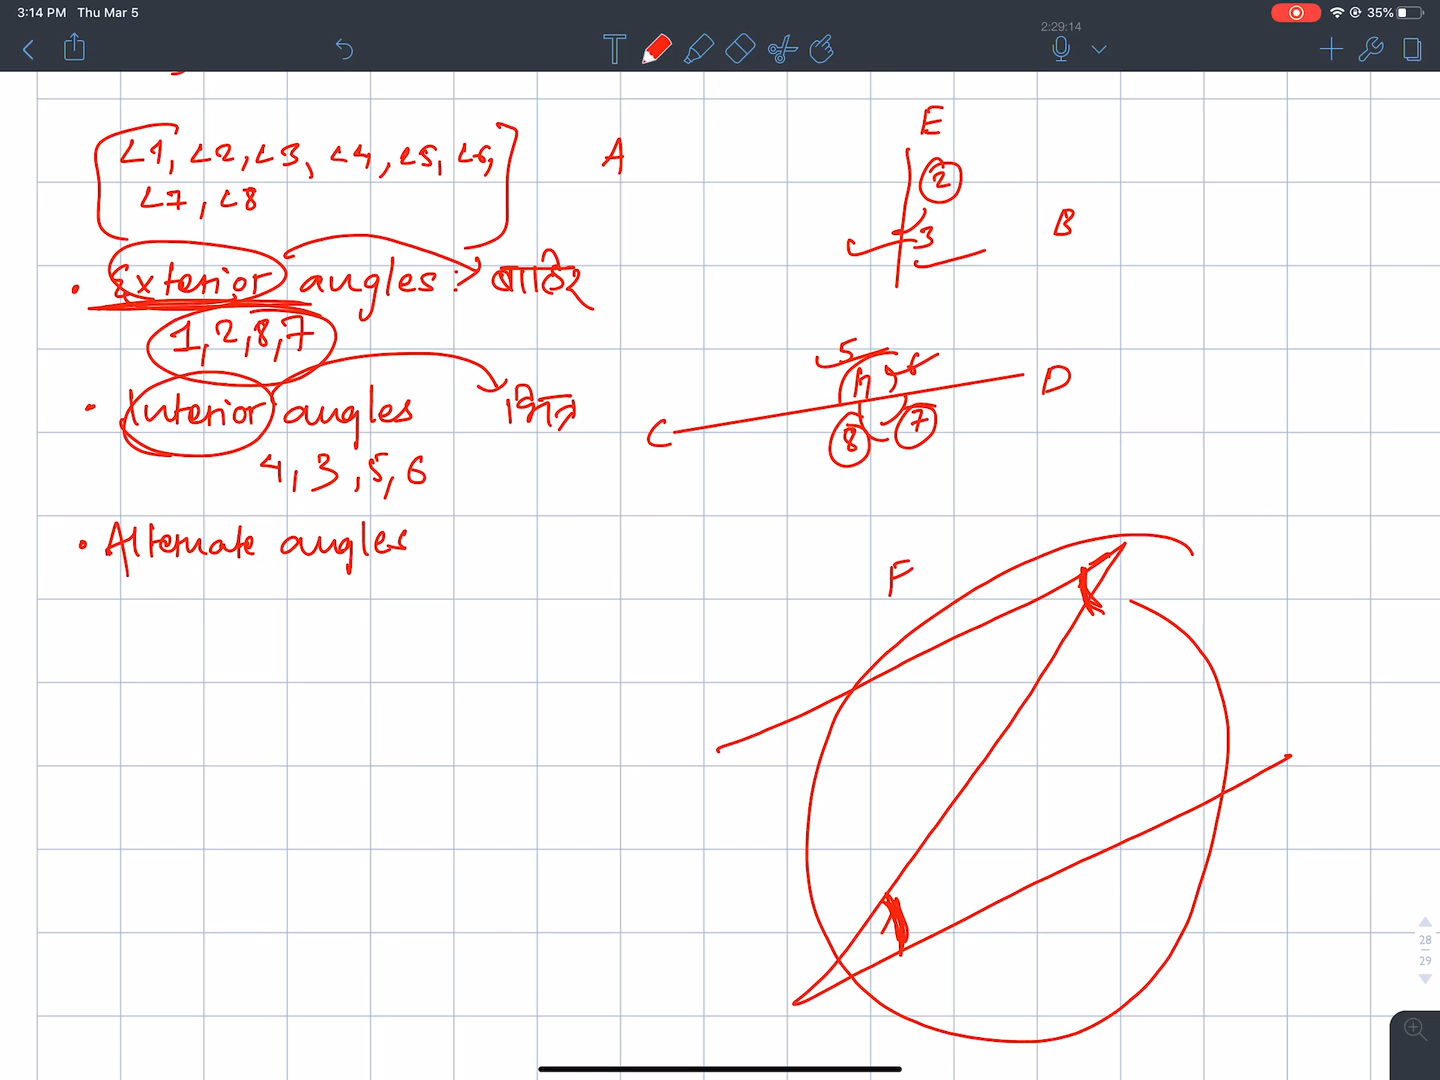 3:14 PM Thu Mar 5
35%
2:29:14
∠1, ∠2, ∠3, ∠4, ∠5, ∠6,
∠7, ∠8
A
E
2
3
B
• Exterior angles :→ बाहिर
1, 2, 8, 7
5
6
D
C
8
7
• Interior angles
4, 3, 5, 6
• Alternate angles
F
28
29